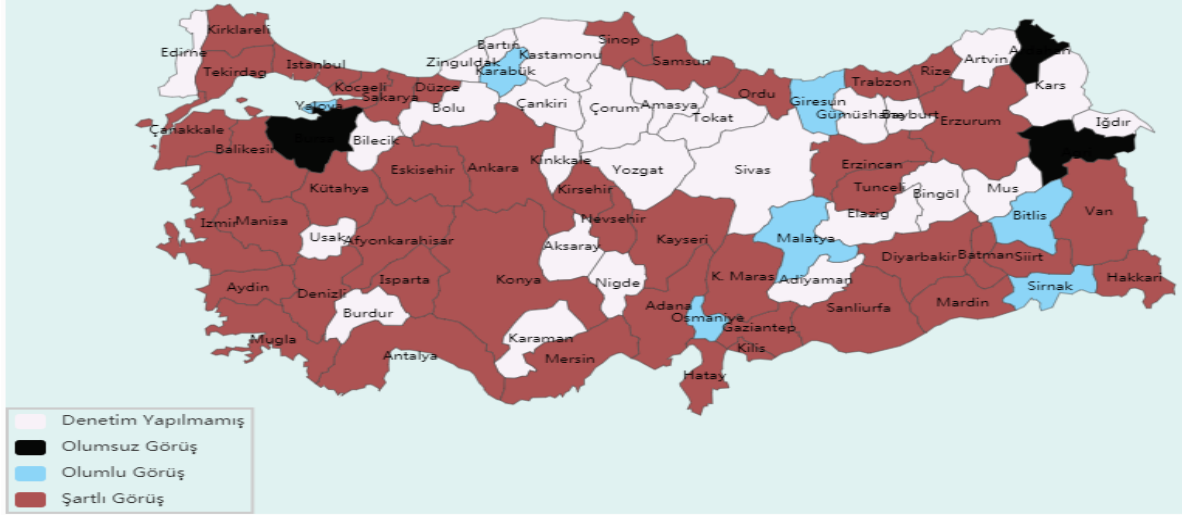 Kirklareli
Edirne
Tekirdag
Istanbul
Kocaeli
Sakarya
Düzce
Yalova
Zinguldak
Bartın
Karabük
Kastamonu
Sinop
Samsun
Ordu
Giresun
Trabzon
Rize
Artvin
Ardahan
Kars
Iğdır
Bolu
Çankiri
Çorum
Amasya
Tokat
Gümüshane
Bayburt
Erzurum
Çanakkale
Balikesir
Bursa
Bilecik
Kütahya
Eskisehir
Ankara
Kinkkale
Kirsehir
Yozgat
Sivas
Erzincan
Tunceli
Bingöl
Mus
Bitlis
Van
Izmir
Manisa
Usak
Afyonkarahisar
Nevsehir
Aksaray
Kayseri
Malatya
Elazig
Diyarbakir
Batman
Siirt
Sirnak
Hakkari
Aydin
Denizli
Isparta
Konya
Nigde
K. Maras
Adiyaman
Sanliurfa
Mardin
Mugla
Burdur
Antalya
Karaman
Mersin
Adana
Osmaniye
Gaziantep
Kilis
Hatay
Denetim Yapılmamış
Olumsuz Görüş
Olumlu Görüş
Şartlı Görüş